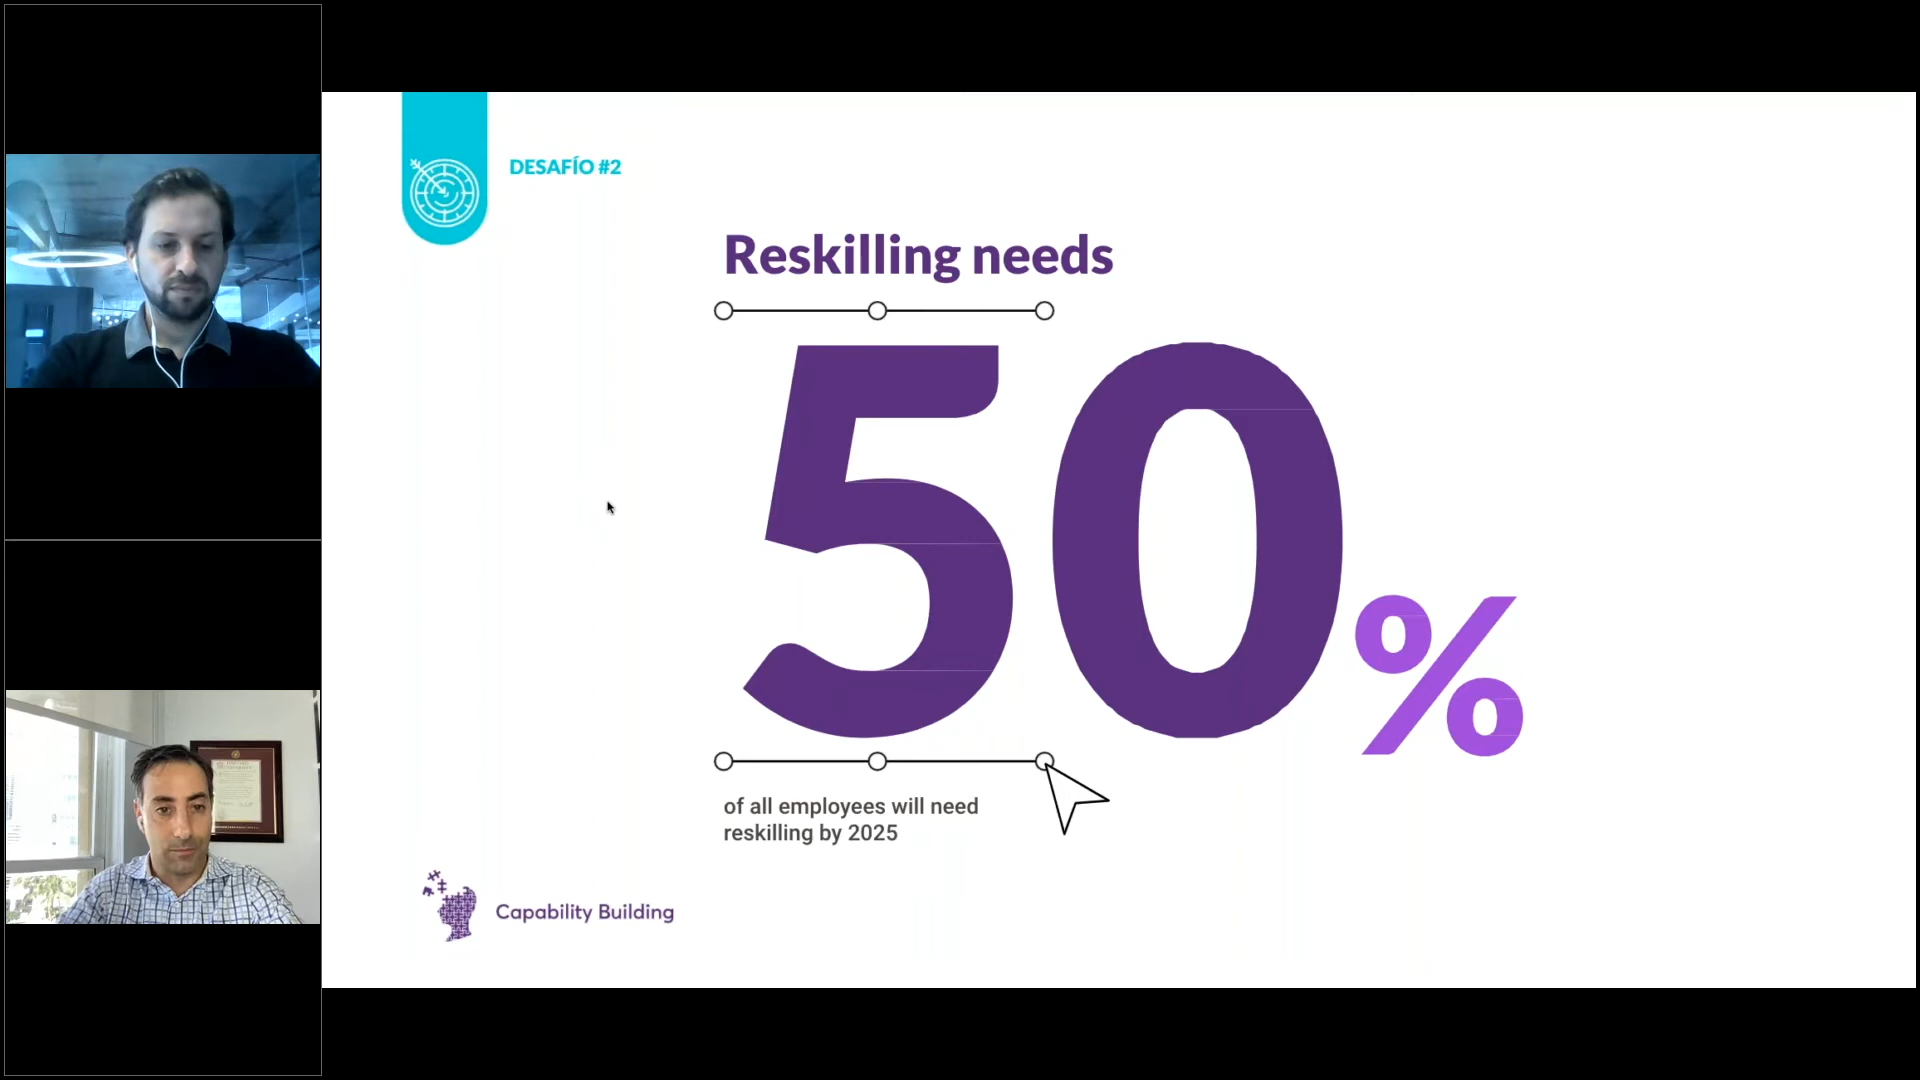 DESAFÍO #2
Reskilling needs
50%
of all employees will need
reskilling by 2025
Capability Building